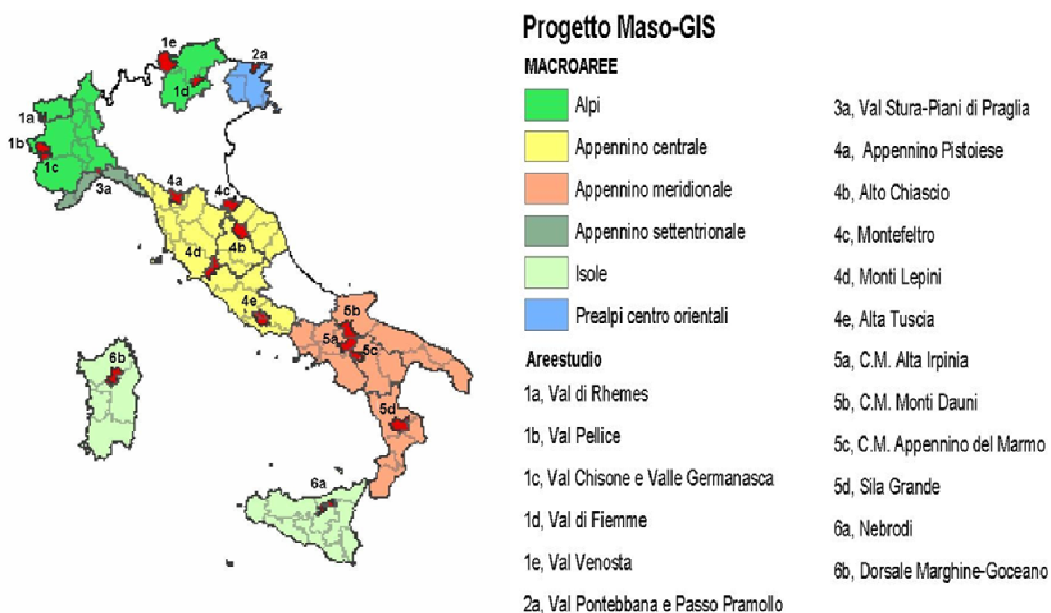 1e
2a
1d
1a
1b
1c
3a
4a
4c
4b
4d
4e
5b
5a
5c
6b
5d
6a
Progetto Maso-GIS
MACROAREE
Alpi
Appennino centrale
Appennino meridionale
Appennino settentrionale
Isole
Prealpi centro orientali
Areestudio
1a, Val di Rhemes
1b, Val Pellice
1c, Val Chisone e Valle Germanasca
1d, Val di Fiemme
1e, Val Venosta
2a, Val Pontebbana e Passo Pramollo
3a, Val Stura-Piani di Praglia
4a, Appennino Pistoiese
4b, Alto Chiascio
4c, Montefeltro
4d, Monti Lepini
4e, Alta Tuscia
5a, C.M. Alta Irpinia
5b, C.M. Monti Dauni
5c, C.M. Appennino del Marmo
5d, Sila Grande
6a, Nebrodi
6b, Dorsale Marghine-Goceano